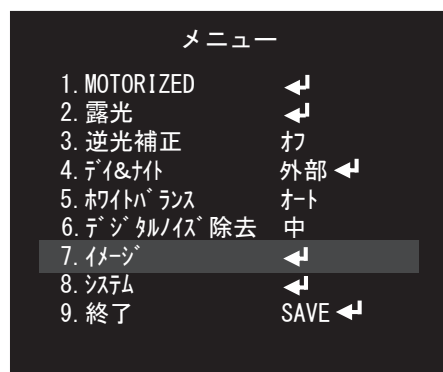 メニュー
1. MOTORIZED ↲
2. 露光 ↲
3. 逆光補正 オフ
4. ﾃﾞｲ&ﾅｲﾄ 外部 ↲
5. ﾎﾜｲﾄﾊﾞﾗﾝｽ ｵｰﾄ
6. ﾃﾞｼﾞﾀﾙﾉｲｽﾞ除去 中
7. ｲﾒｰｼﾞ ↲
8. ｼｽﾃﾑ ↲
9. 終了 SAVE ↲